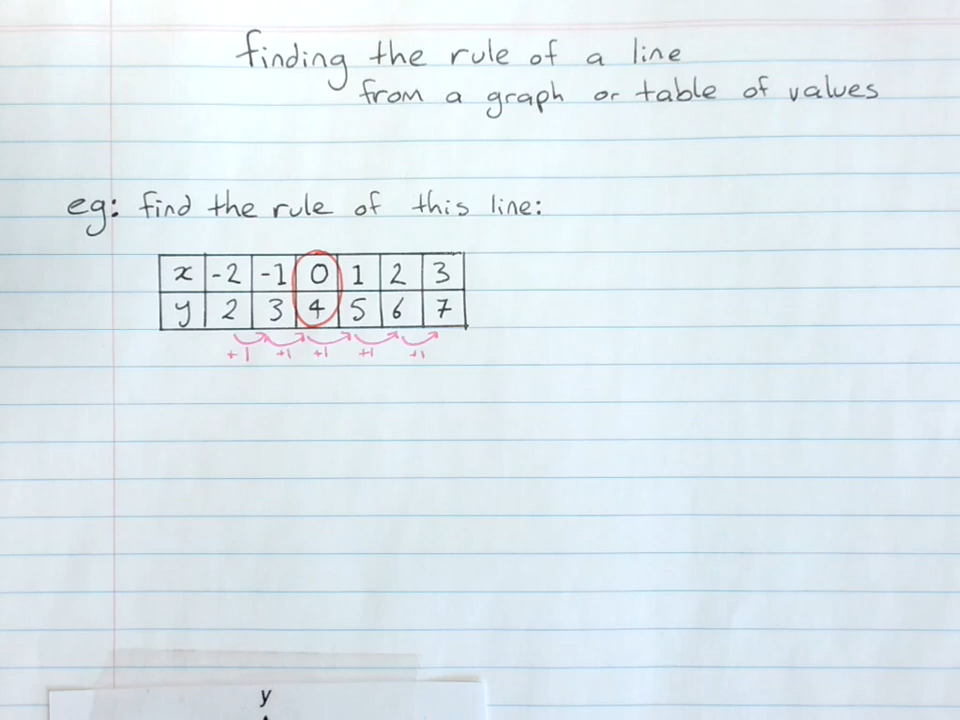 finding the rule of a line
from a graph or table of values
eg: find the rule of this line:
x -2 -1 0 1 2 3
y 2 3 4 5 6 7
+1 +1 +1 +1 +1
y